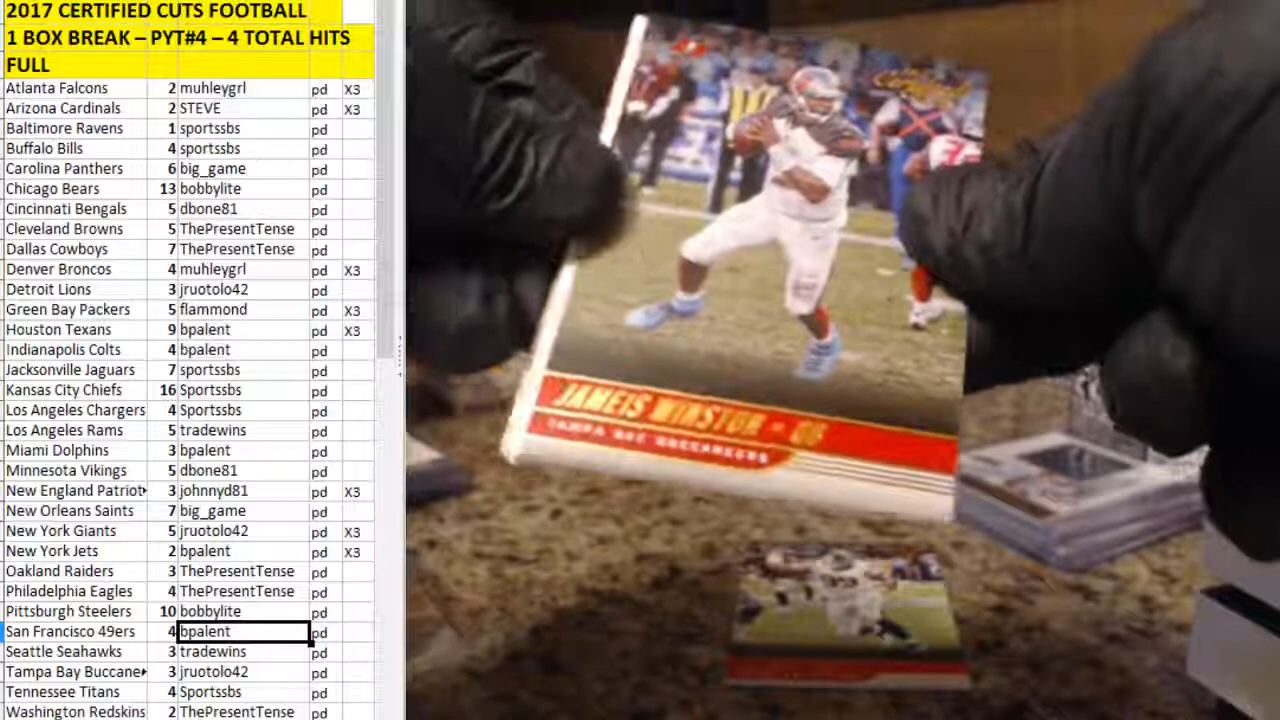 2017 CERTIFIED CUTS FOOTBALL
1 BOX BREAK – PYT#4 – 4 TOTAL HITS
FULL
Atlanta Falcons 2 muhleygrl pd X3
Arizona Cardinals 2 STEVE pd X3
Baltimore Ravens 1 sportssbs pd
Buffalo Bills 4 sportssbs pd
Carolina Panthers 6 big_game pd
Chicago Bears 13 bobbylite pd
Cincinnati Bengals 5 dbone81 pd
Cleveland Browns 5 ThePresentTense pd
Dallas Cowboys 7 ThePresentTense pd
Denver Broncos 4 muhleygrl pd X3
Detroit Lions 3 jruotolo42 pd
Green Bay Packers 5 flammond pd X3
Houston Texans 9 bpalent pd X3
Indianapolis Colts 4 bpalent pd
Jacksonville Jaguars 7 sportssbs pd
Kansas City Chiefs 16 Sportssbs pd
Los Angeles Chargers 4 Sportssbs pd
Los Angeles Rams 5 tradewins pd
Miami Dolphins 3 bpalent pd
Minnesota Vikings 5 dbone81 pd
New England Patriot 3 johnnyd81 pd X3
New Orleans Saints 7 big_game pd
New York Giants 5 jruotolo42 pd X3
New York Jets 2 bpalent pd X3
Oakland Raiders 3 ThePresentTense pd
Philadelphia Eagles 4 ThePresentTense pd
Pittsburgh Steelers 10 bobbylite pd
San Francisco 49ers 4 bpalent pd
Seattle Seahawks 3 tradewins pd
Tampa Bay Buccane 3 jruotolo42 pd
Tennessee Titans 4 Sportssbs pd
Washington Redskins 2 ThePresentTense pd
JAMEIS WINSTON - QB
TAMPA BAY BUCCANEERS